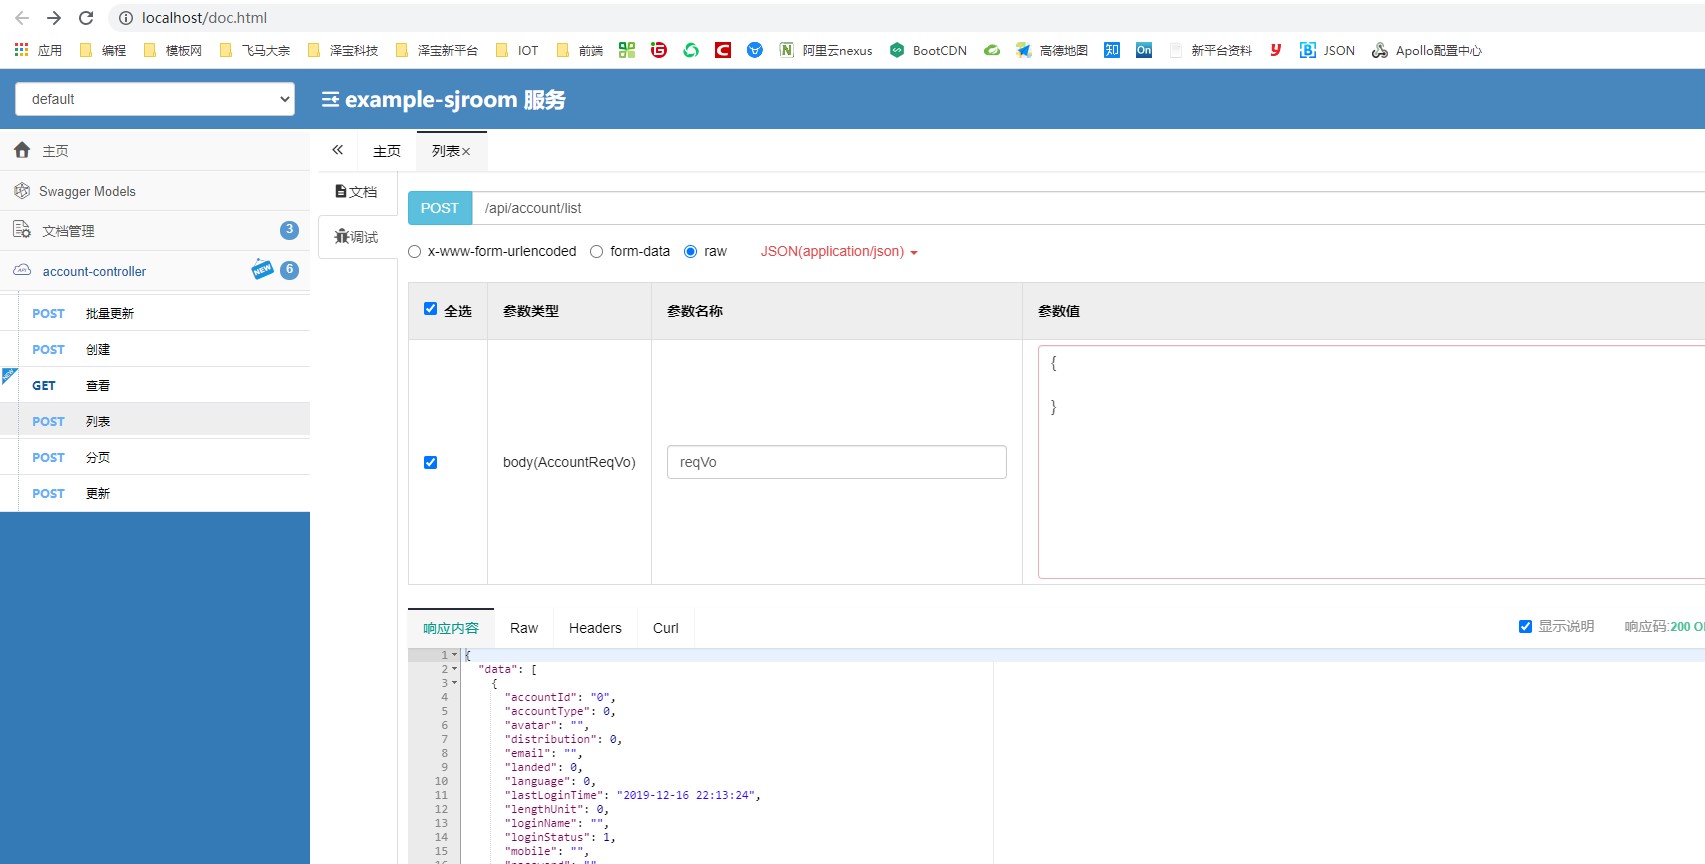 localhost/doc.html
应用 编程 模板网 飞马大宗 泽宝科技 泽宝新平台 IOT 前端 阿里云nexus BootCDN 高德地图 知 On 新平台资料 JSON Apollo配置中心
default
example-sjroom 服务
主页
Swagger Models
文档管理 3
account-controller NEW 6
POST 批量更新
POST 创建
GET 查看
POST 列表
POST 分页
POST 更新
主页 列表×
文档
调试
POST /api/account/list
x-www-form-urlencoded form-data raw JSON(application/json)
全选 参数类型 参数名称 参数值
body(AccountReqVo) reqVo
{
}
响应内容 Raw Headers Curl 显示说明 响应码:200
1 {
2 "data": [
3 {
4 "accountId": "0",
5 "accountType": 0,
6 "avatar": "",
7 "distribution": 0,
8 "email": "",
9 "landed": 0,
10 "language": 0,
11 "lastLoginTime": "2019-12-16 22:13:24",
12 "lengthUnit": 0,
13 "loginName": "",
14 "loginStatus": 1,
15 "mobile": "",